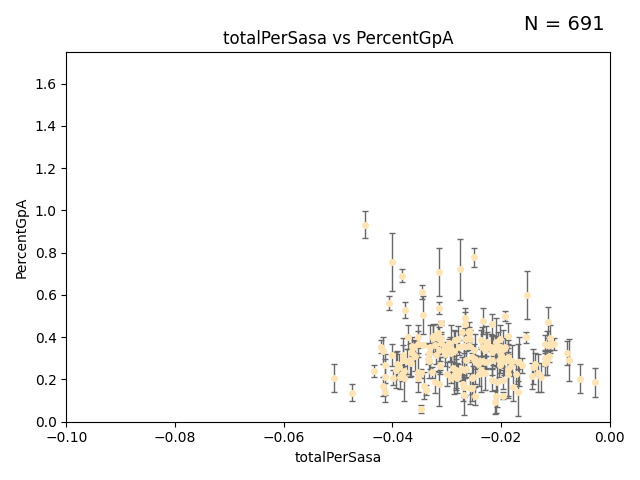 N = 691
totalPerSasa vs PercentGpA
PercentGpA
1.6
1.4
1.2
1.0
0.8
0.6
0.4
0.2
0.0
−0.10 −0.08 −0.06 −0.04 −0.02 0.00
totalPerSasa